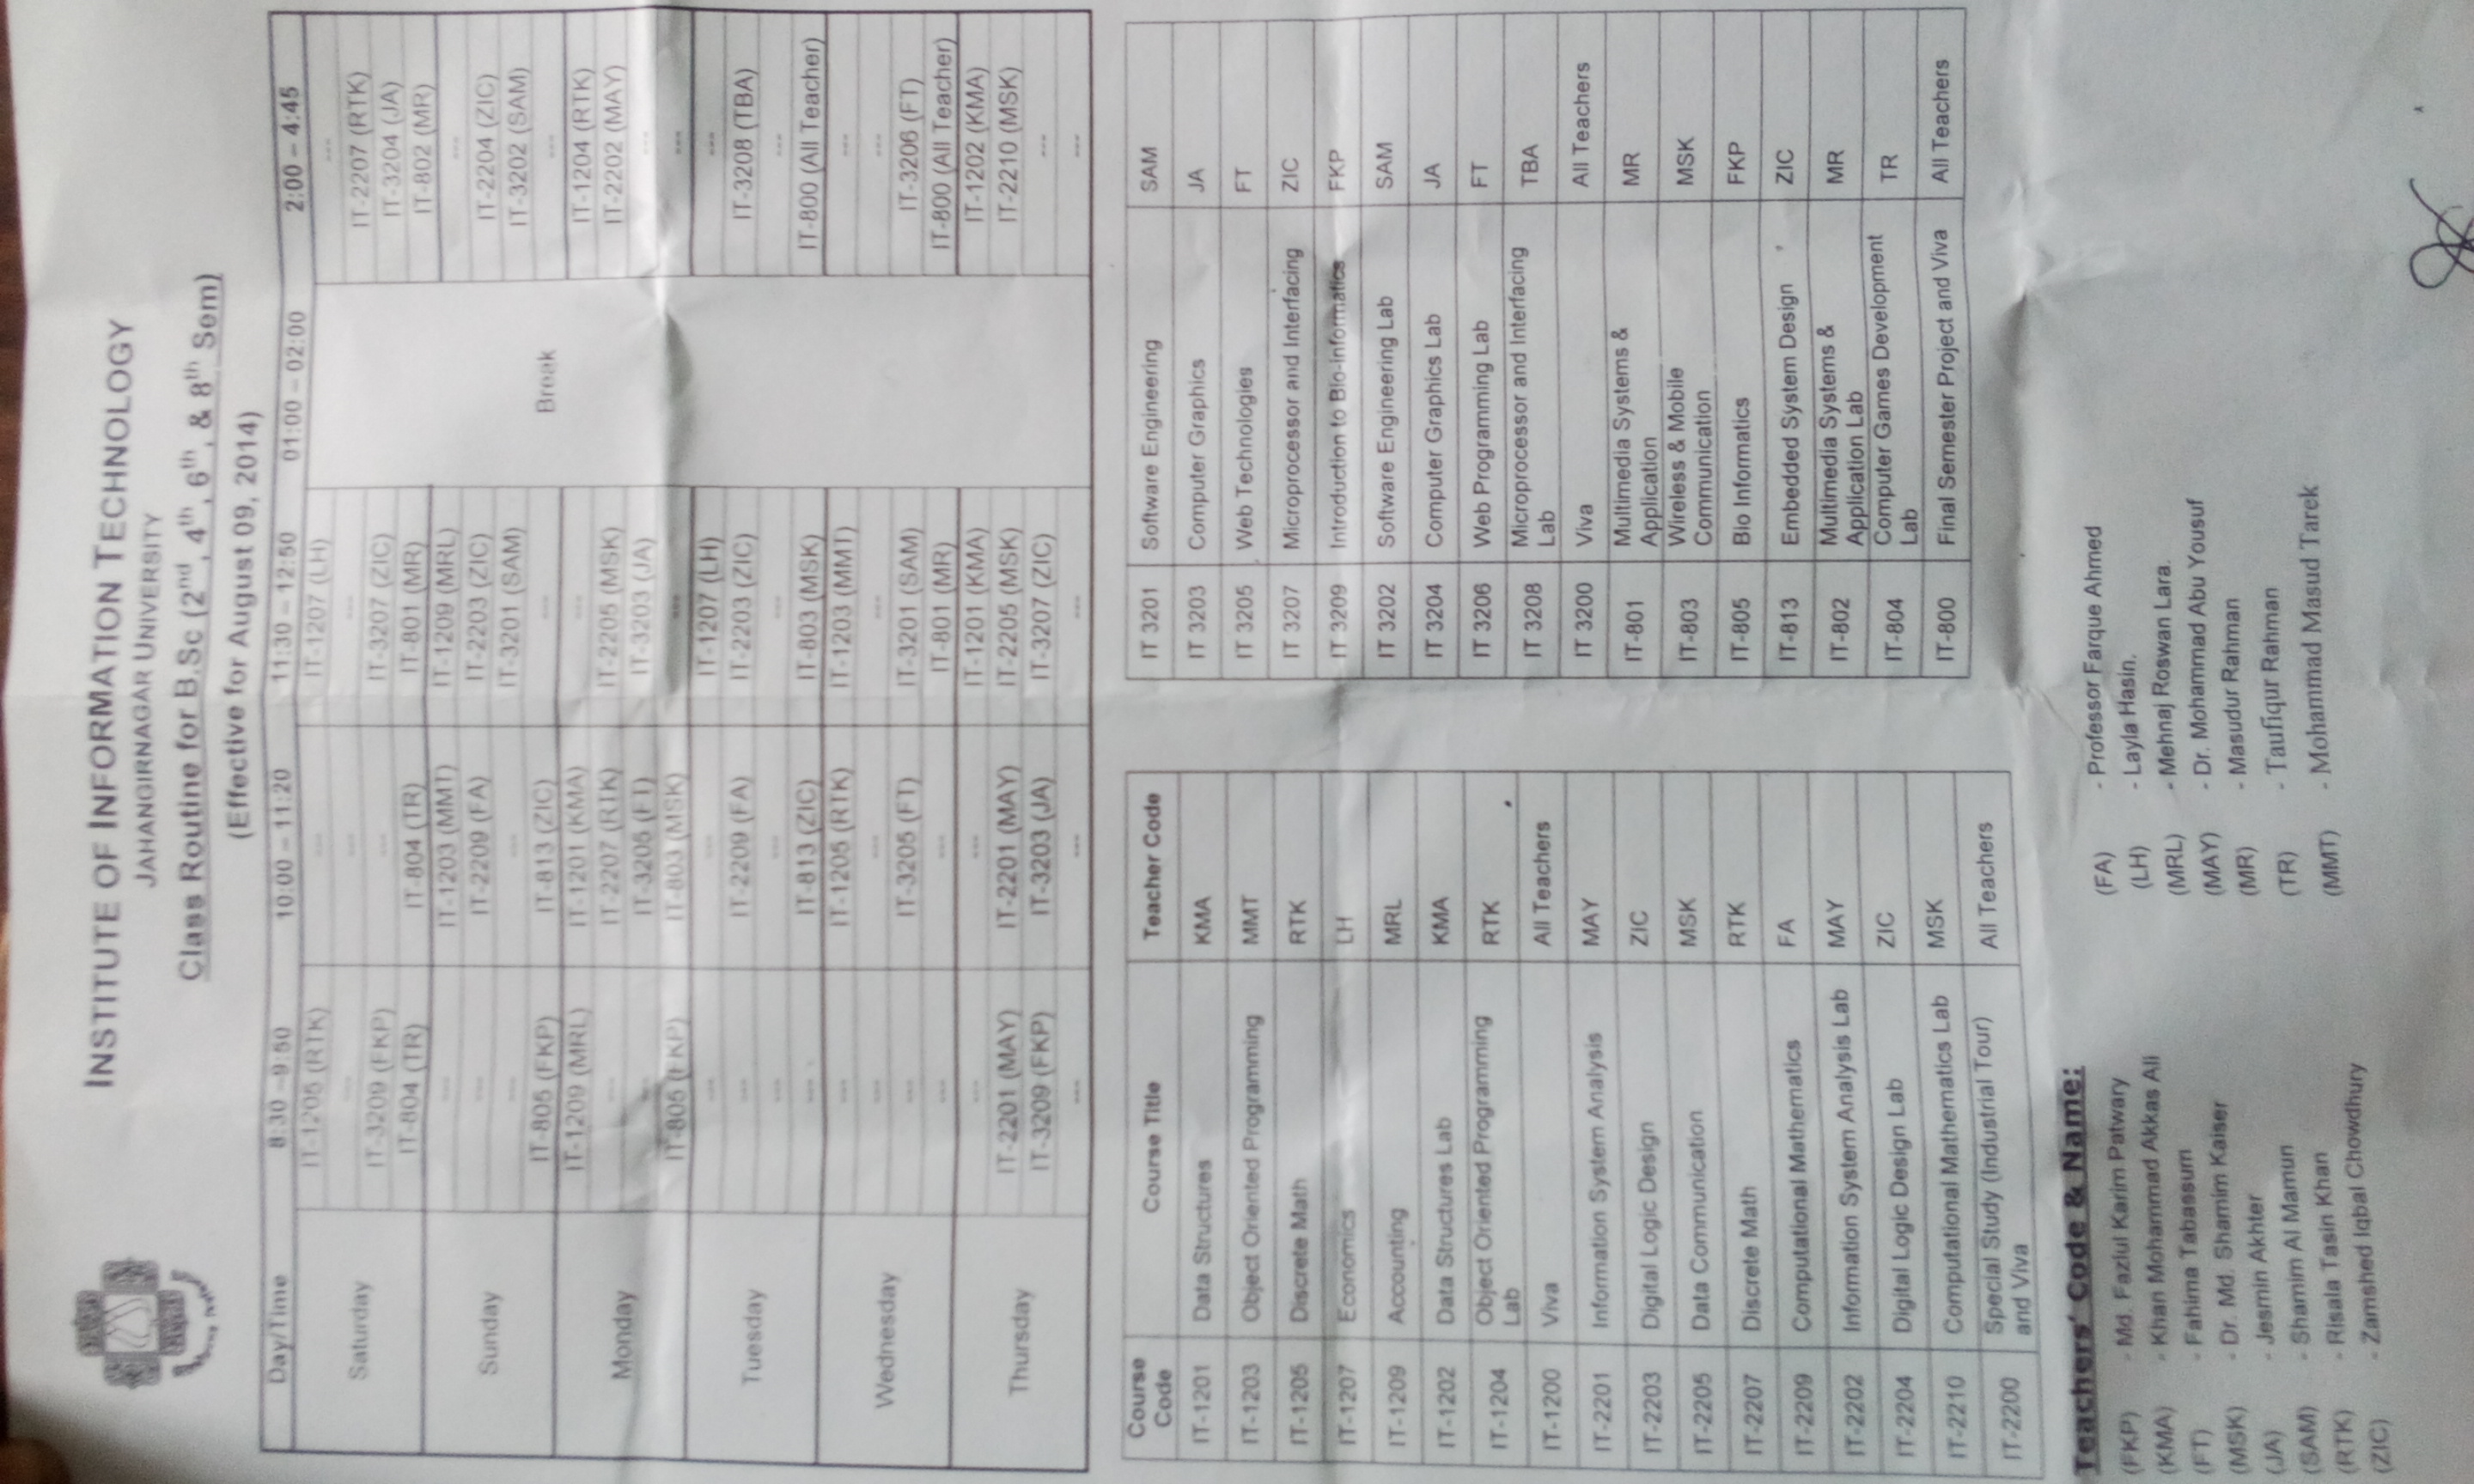 INSTITUTE OF INFORMATION TECHNOLOGY
JAHANGIRNAGAR UNIVERSITY
Class Routine for B.Sc (2nd, 4th, 6th, & 8th Sem)
(Effective for August 09, 2014)
Day/Time 8:30 – 9:50 10:00 – 11:20 11:30 – 12:50 01:00 – 02:00 2:00 – 4:45
Saturday
IT-1205 (RTK) --- IT-1207 (LH) ---
--- --- --- IT-2207 (RTK)
IT-3209 (FKP) --- IT-3207 (ZIC) IT-3204 (JA)
IT-804 (TR) IT-804 (TR) IT-801 (MR) IT-802 (MR)
Sunday
--- IT-1203 (MMT) IT-1209 (MRL) ---
--- IT-2209 (FA) IT-2203 (ZIC) IT-2204 (ZIC)
--- --- IT-3201 (SAM) IT-3202 (SAM)
IT-805 (FKP) IT-813 (ZIC) --- ---
Break
Monday
IT-1209 (MRL) IT-1201 (KMA) --- IT-1204 (RTK)
--- IT-2207 (RTK) IT-2205 (MSK) IT-2202 (MAY)
--- IT-3205 (FT) IT-3203 (JA) ---
IT-805 (FKP) IT-803 (MSK) --- ---
Tuesday
--- --- IT-1207 (LH) ---
--- IT-2209 (FA) IT-2203 (ZIC) IT-3208 (TBA)
--- --- --- ---
--- IT-813 (ZIC) IT-803 (MSK) IT-800 (All Teacher)
Wednesday
--- IT-1205 (RTK) IT-1203 (MMT) ---
--- --- --- ---
--- IT-3205 (FT) IT-3201 (SAM) IT-3206 (FT)
--- --- IT-801 (MR) IT-800 (All Teacher)
Thursday
--- --- IT-1201 (KMA) IT-1202 (KMA)
IT-2201 (MAY) IT-2201 (MAY) IT-2205 (MSK) IT-2210 (MSK)
IT-3209 (FKP) IT-3203 (JA) IT-3207 (ZIC) ---
--- --- --- ---
Course Code Course Title Teacher Code
IT-1201 Data Structures KMA
IT-1203 Object Oriented Programming MMT
IT-1205 Discrete Math RTK
IT-1207 Economics LH
IT-1209 Accounting MRL
IT-1202 Data Structures Lab KMA
IT-1204 Object Oriented Programming Lab RTK
IT-1200 Viva All Teachers
IT-2201 Information System Analysis MAY
IT-2203 Digital Logic Design ZIC
IT-2205 Data Communication MSK
IT-2207 Discrete Math RTK
IT-2209 Computational Mathematics FA
IT-2202 Information System Analysis Lab MAY
IT-2204 Digital Logic Design Lab ZIC
IT-2210 Computational Mathematics Lab MSK
IT-2200 Special Study (Industrial Tour) and Viva All Teachers
IT 3201 Software Engineering SAM
IT 3203 Computer Graphics JA
IT 3205 Web Technologies FT
IT 3207 Microprocessor and Interfacing ZIC
IT 3209 Introduction to Bio-informatics FKP
IT 3202 Software Engineering Lab SAM
IT 3204 Computer Graphics Lab JA
IT 3206 Web Programming Lab FT
IT 3208 Microprocessor and Interfacing Lab TBA
IT 3200 Viva All Teachers
IT-801 Multimedia Systems & Application MR
IT-803 Wireless & Mobile Communication MSK
IT-805 Bio Informatics FKP
IT-813 Embedded System Design ZIC
IT-802 Multimedia Systems & Application Lab MR
IT-804 Computer Games Development Lab TR
IT-800 Final Semester Project and Viva All Teachers
Teachers' Code & Name:
(FKP) - Md. Fazlul Karim Patwary
(KMA) - Khan Mohammad Akkas Ali
(FT) - Fahima Tabassum
(MSK) - Dr. Md. Shamim Kaiser
(JA) - Jesmin Akhter
(SAM) - Shamim Al Mamun
(RTK) - Risala Tasin Khan
(ZIC) - Zamshed Iqbal Chowdhury
(FA) - Professor Farque Ahmed
(LH) - Layla Hasin.
(MRL) - Mehnaj Roswan Lara.
(MAY) - Dr. Mohammad Abu Yousuf
(MR) - Masudur Rahman
(TR) - Taufiqur Rahman
(MMT) - Mohammad Masud Tarek